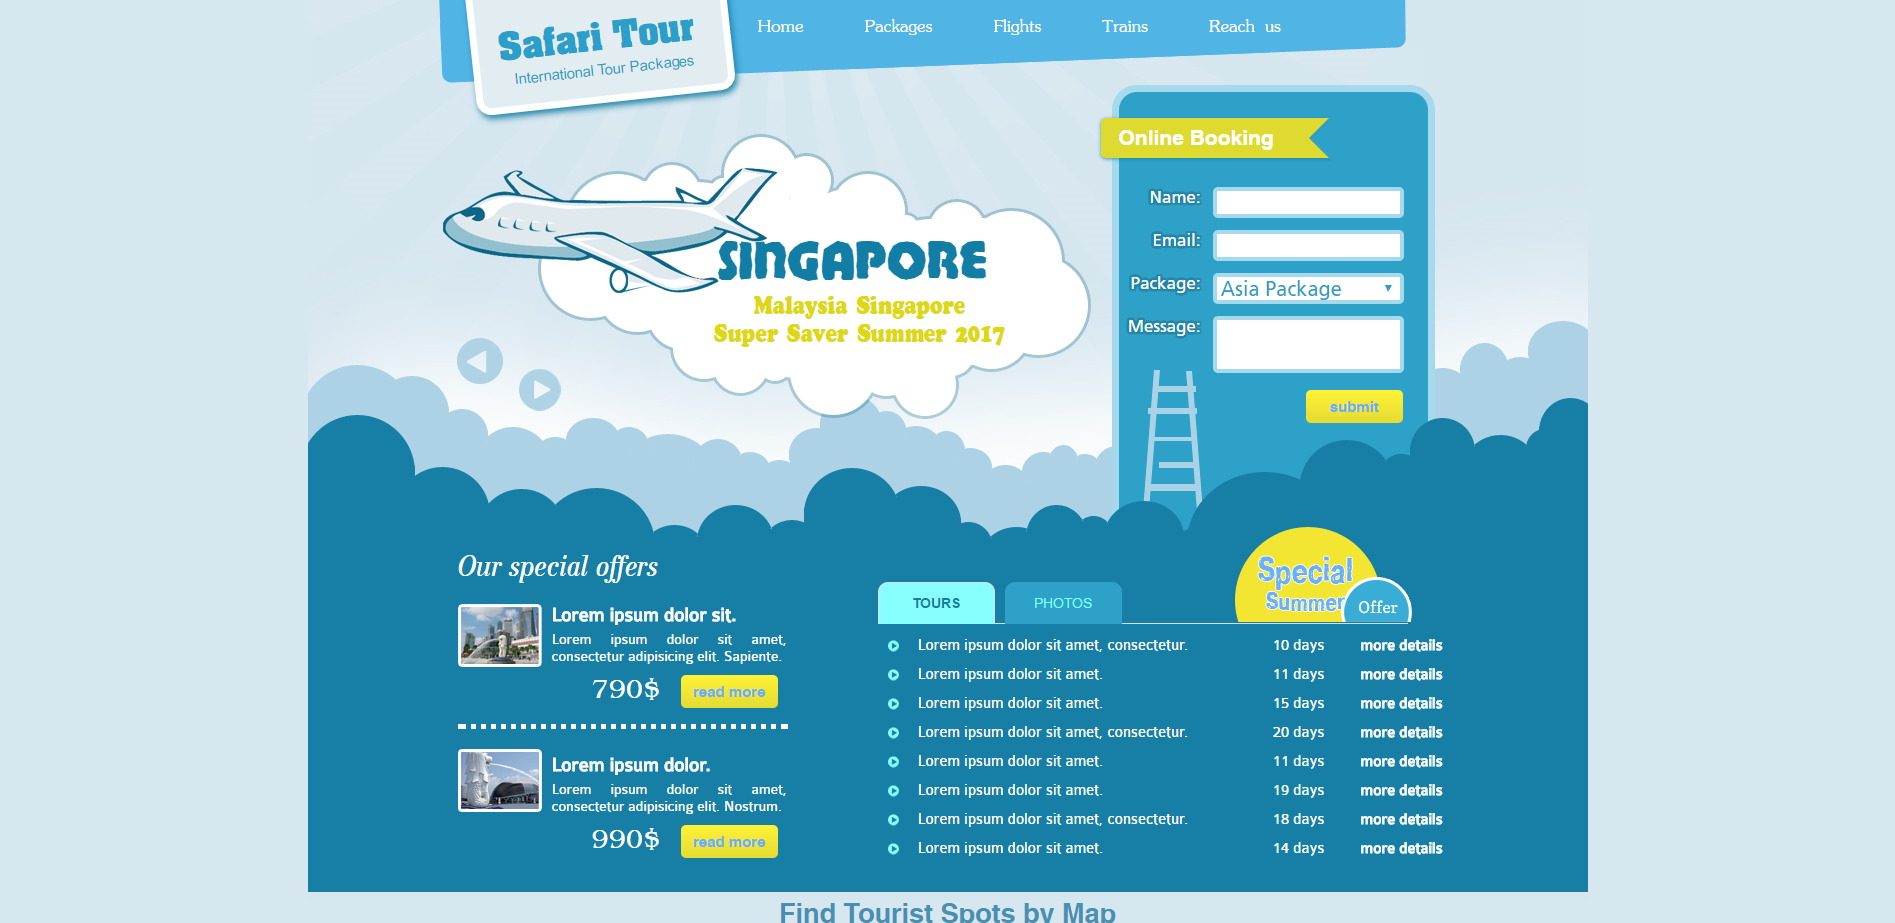 Safari Tour
International Tour Packages
Home Packages Flights Trains Reach us
Online Booking
Name:
Email:
Package: Asia Package
Message:
submit
SINGAPORE
Malaysia Singapore
Super Saver Summer 2017
Our special offers
Lorem ipsum dolor sit.
Lorem ipsum dolor sit amet,
consectetur adipisicing elit. Sapiente.
790$ read more
Lorem ipsum dolor.
Lorem ipsum dolor sit amet,
consectetur adipisicing elit. Nostrum.
990$ read more
TOURS PHOTOS
Special
Summer
Offer
Lorem ipsum dolor sit amet, consectetur. 10 days more details
Lorem ipsum dolor sit amet. 11 days more details
Lorem ipsum dolor sit amet. 15 days more details
Lorem ipsum dolor sit amet, consectetur. 20 days more details
Lorem ipsum dolor sit amet. 11 days more details
Lorem ipsum dolor sit amet. 19 days more details
Lorem ipsum dolor sit amet, consectetur. 18 days more details
Lorem ipsum dolor sit amet. 14 days more details
Find Tourist Spots by Map